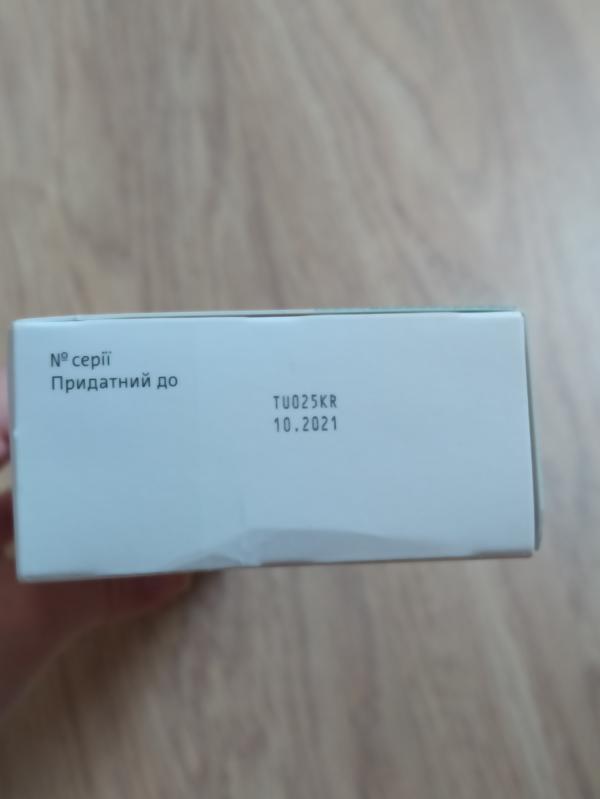 № серії
Придатний до
TU025KR
10.2021